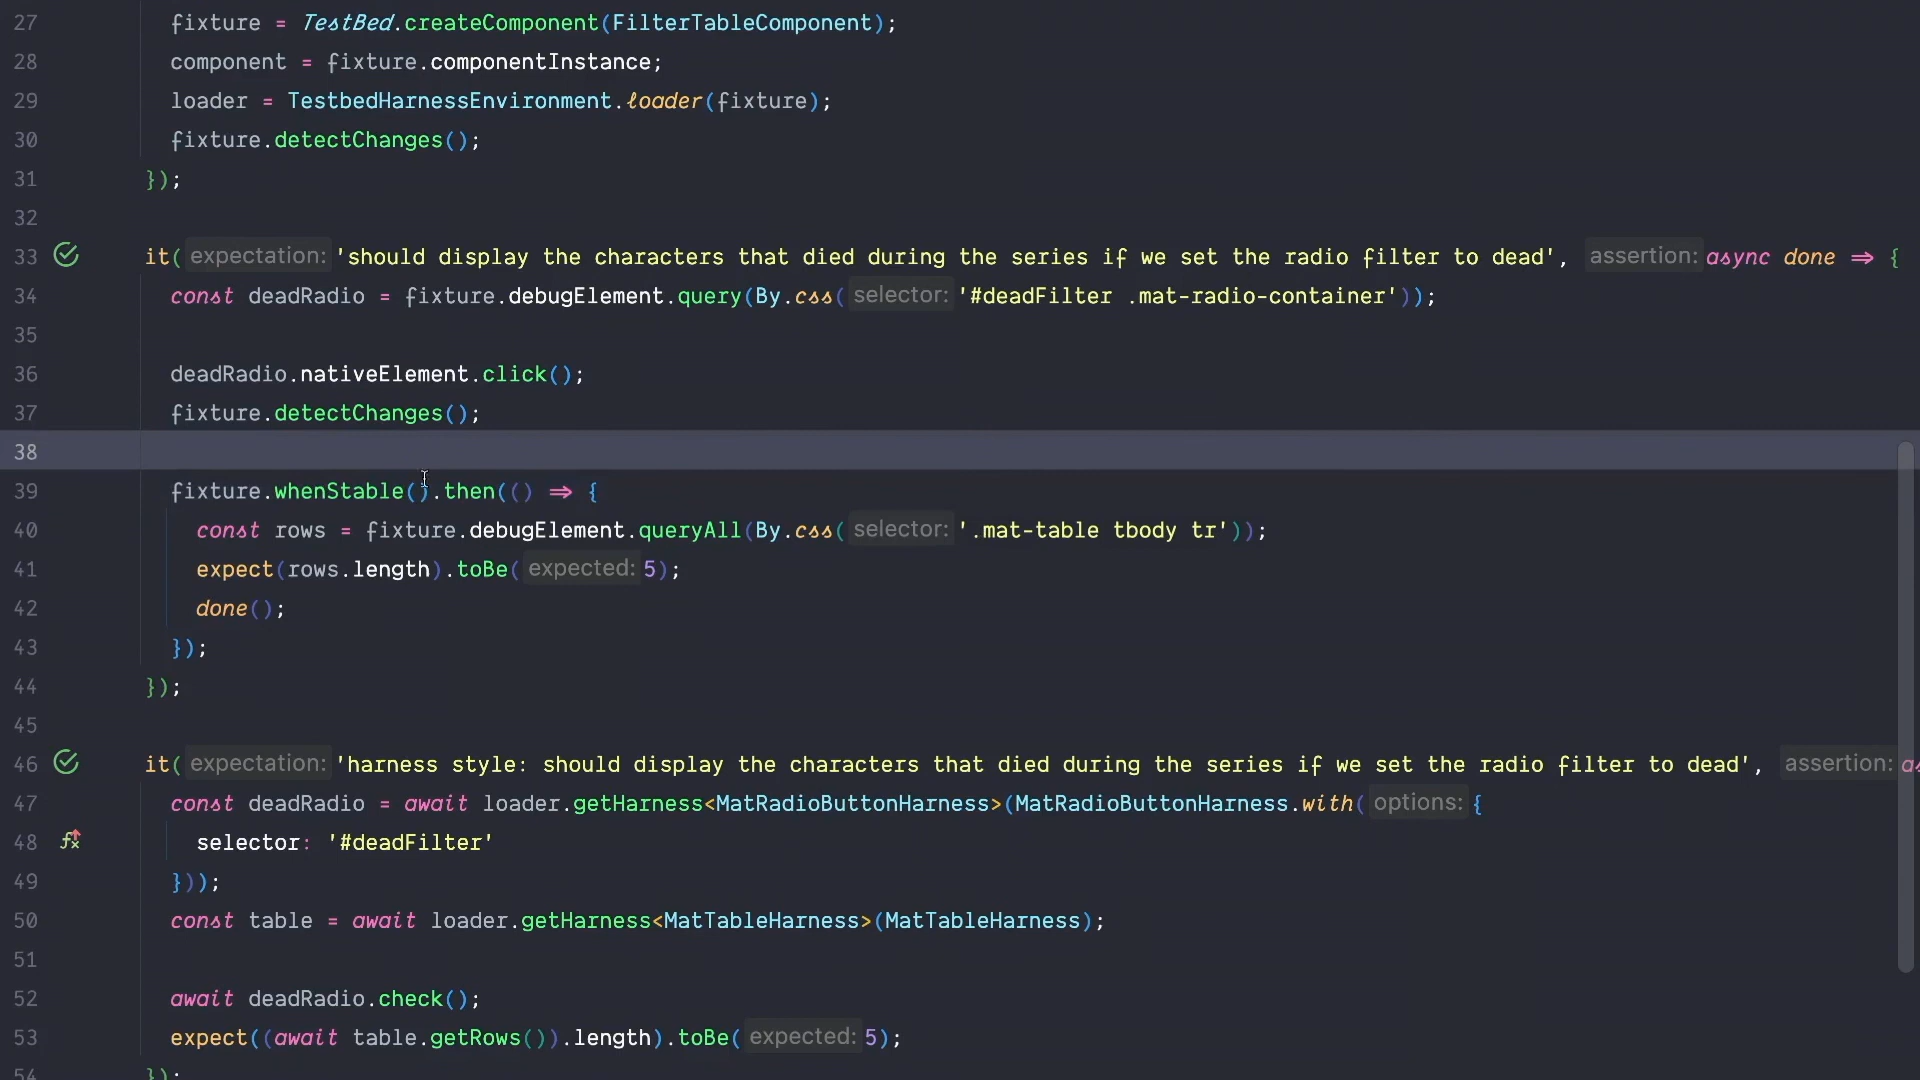 27 fixture = TestBed.createComponent(FilterTableComponent);
28 component = fixture.componentInstance;
29 loader = TestbedHarnessEnvironment.loader(fixture);
30 fixture.detectChanges();
31 });
32
33 it( expectation: 'should display the characters that died during the series if we set the radio filter to dead', assertion: async done ⇒ {
34 const deadRadio = fixture.debugElement.query(By.css( selector: '#deadFilter .mat-radio-container'));
35
36 deadRadio.nativeElement.click();
37 fixture.detectChanges();
38
39 fixture.whenStable().then(() ⇒ {
40 const rows = fixture.debugElement.queryAll(By.css( selector: '.mat-table tbody tr'));
41 expect(rows.length).toBe( expected: 5);
42 done();
43 });
44 });
45
46 it( expectation: 'harness style: should display the characters that died during the series if we set the radio filter to dead', assertion: as
47 const deadRadio = await loader.getHarness<MatRadioButtonHarness>(MatRadioButtonHarness.with( options: {
48 selector: '#deadFilter'
49 }));
50 const table = await loader.getHarness<MatTableHarness>(MatTableHarness);
51
52 await deadRadio.check();
53 expect((await table.getRows()).length).toBe( expected: 5);
54 });